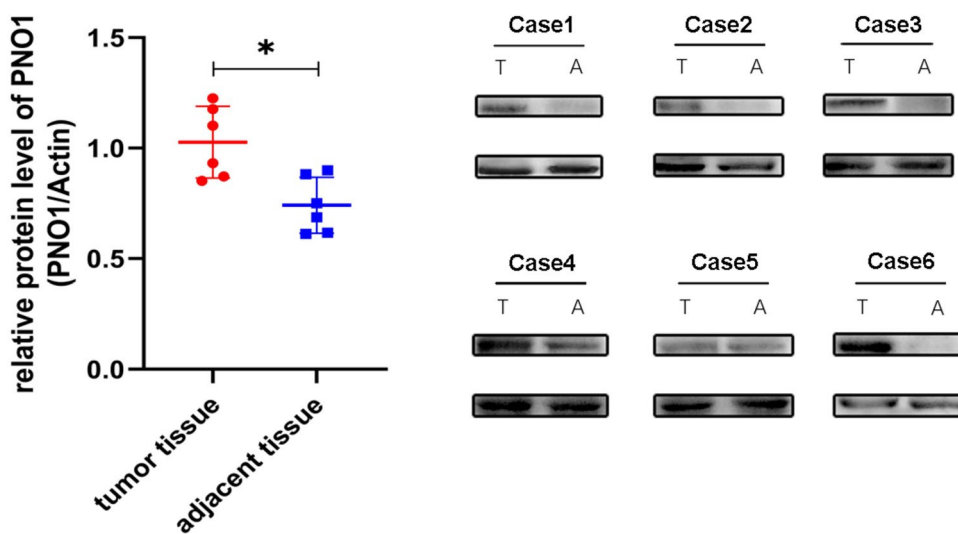 relative protein level of PNO1
(PNO1/Actin)
1.5
1.0
0.5
0.0
*
tumor tissue
adjacent tissue
Case1 Case2 Case3
T A T A T A
Case4 Case5 Case6
T A T A T A